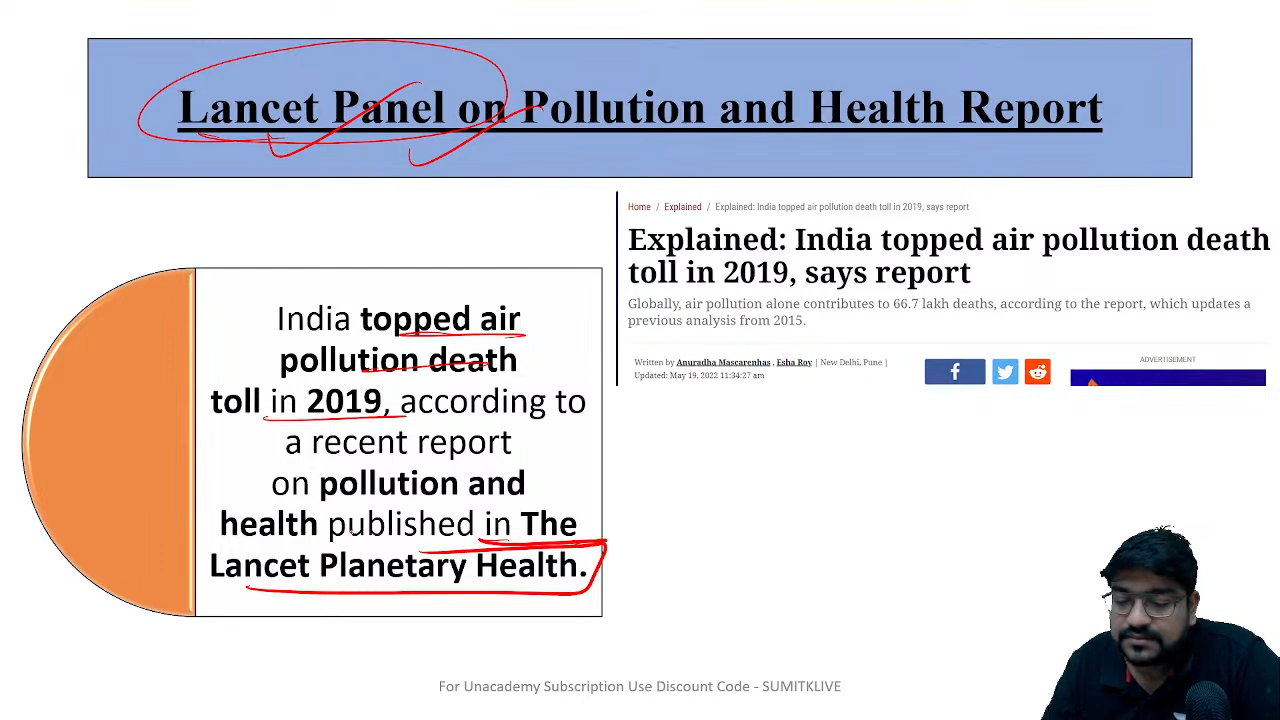 Lancet Panel on Pollution and Health Report
Home / Explained / Explained: India topped air pollution death toll in 2019, says report
Explained: India topped air pollution death
toll in 2019, says report
Globally, air pollution alone contributes to 66.7 lakh deaths, according to the report, which updates a
previous analysis from 2015.
Written by Anuradha Mascarenhas , Esha Roy | New Delhi, Pune |
Updated: May 19, 2022 11:34:27 am
ADVERTISEMENT
India topped air
pollution death
toll in 2019, according to
a recent report
on pollution and
health published in The
Lancet Planetary Health.
For Unacademy Subscription Use Discount Code - SUMITKLIVE